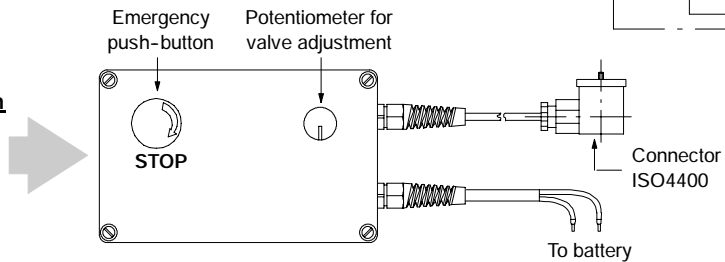 Emergency
push-button
Potentiometer for
valve adjustment
STOP
Connector
ISO4400
To battery